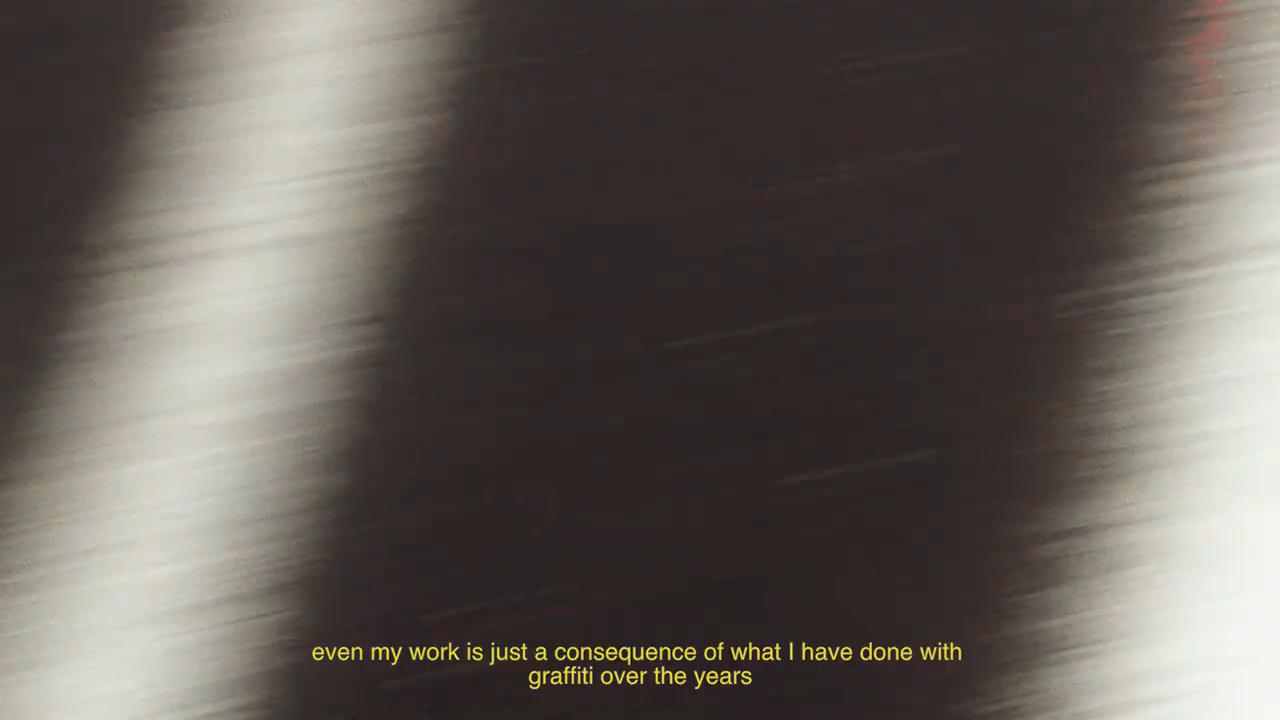 even my work is just a consequence of what I have done with
graffiti over the years